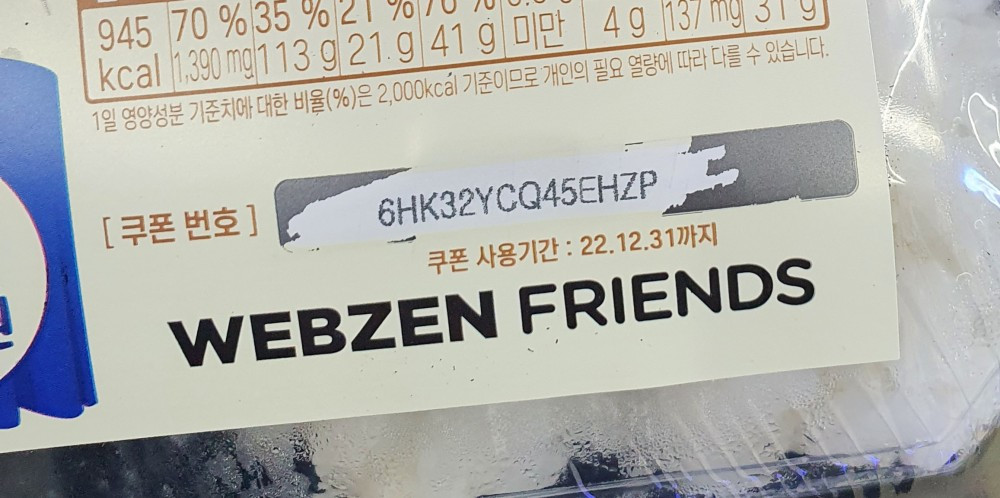 945 70 % 35 % 21 %
kcal 1,390 mg 113 g 21 g 41 g 미만 4 g 137 mg 31 g
1일 영양성분 기준치에 대한 비율(%)은 2,000kcal 기준이므로 개인의 필요 열량에 따라 다를 수 있습니다.
[ 쿠폰 번호 ] 6HK32YCQ45EHZP
쿠폰 사용기간 : 22.12.31까지
WEBZEN FRIENDS